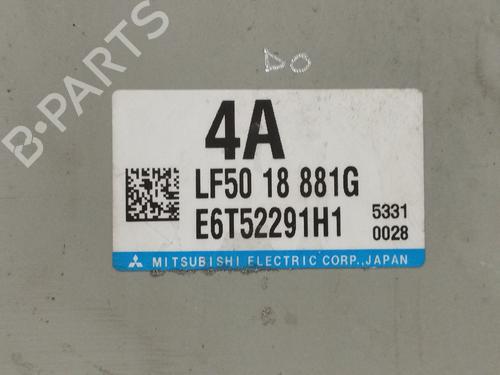 DO
B-PARTS
4A
LF50 18 881G
E6T52291H1
5331
0028
MITSUBISHI ELECTRIC CORP., JAPAN